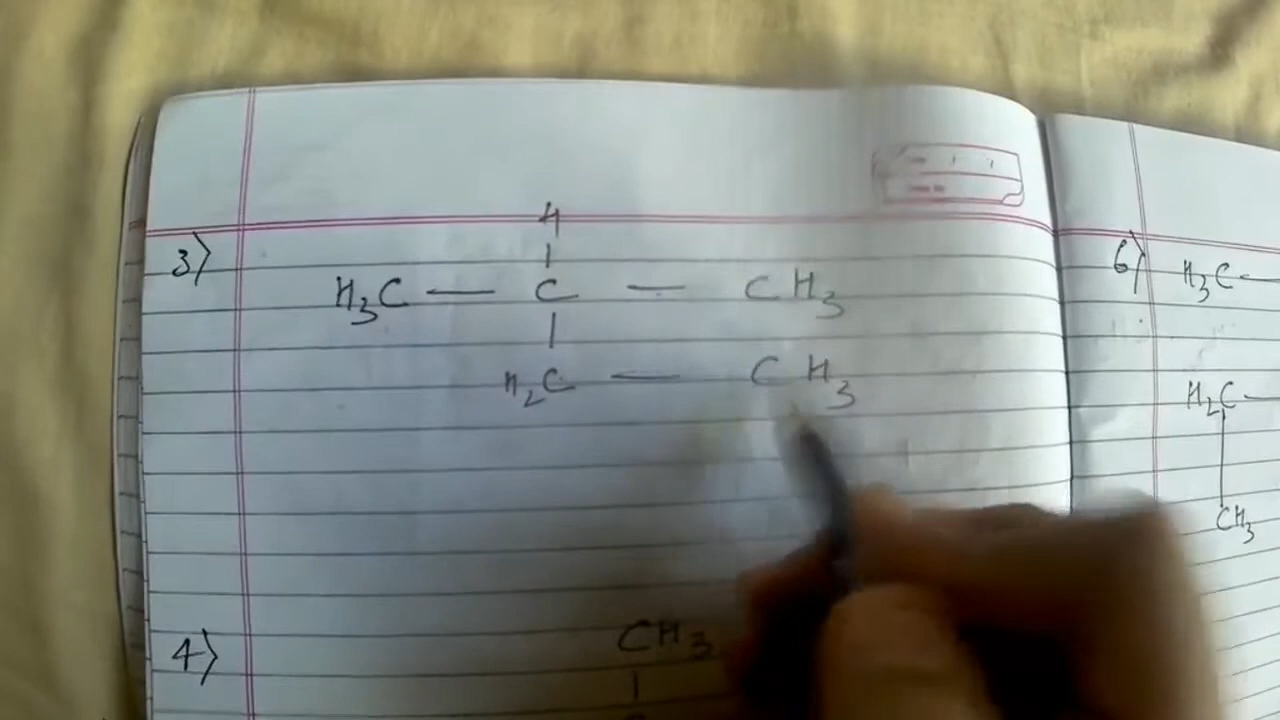 3)
H
H3C — C — CH3
H2C — CH3
4)
CH3
6) H3C —
H2C —
CH3